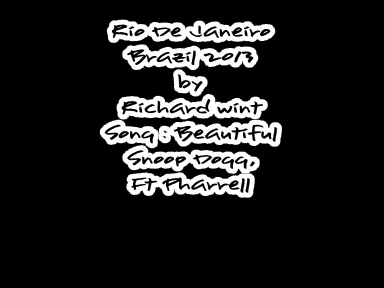 Rio De Janeiro
Brazil 2013
by
Richard wint
Song : Beautiful
Snoop Dogg,
Ft Pharrell